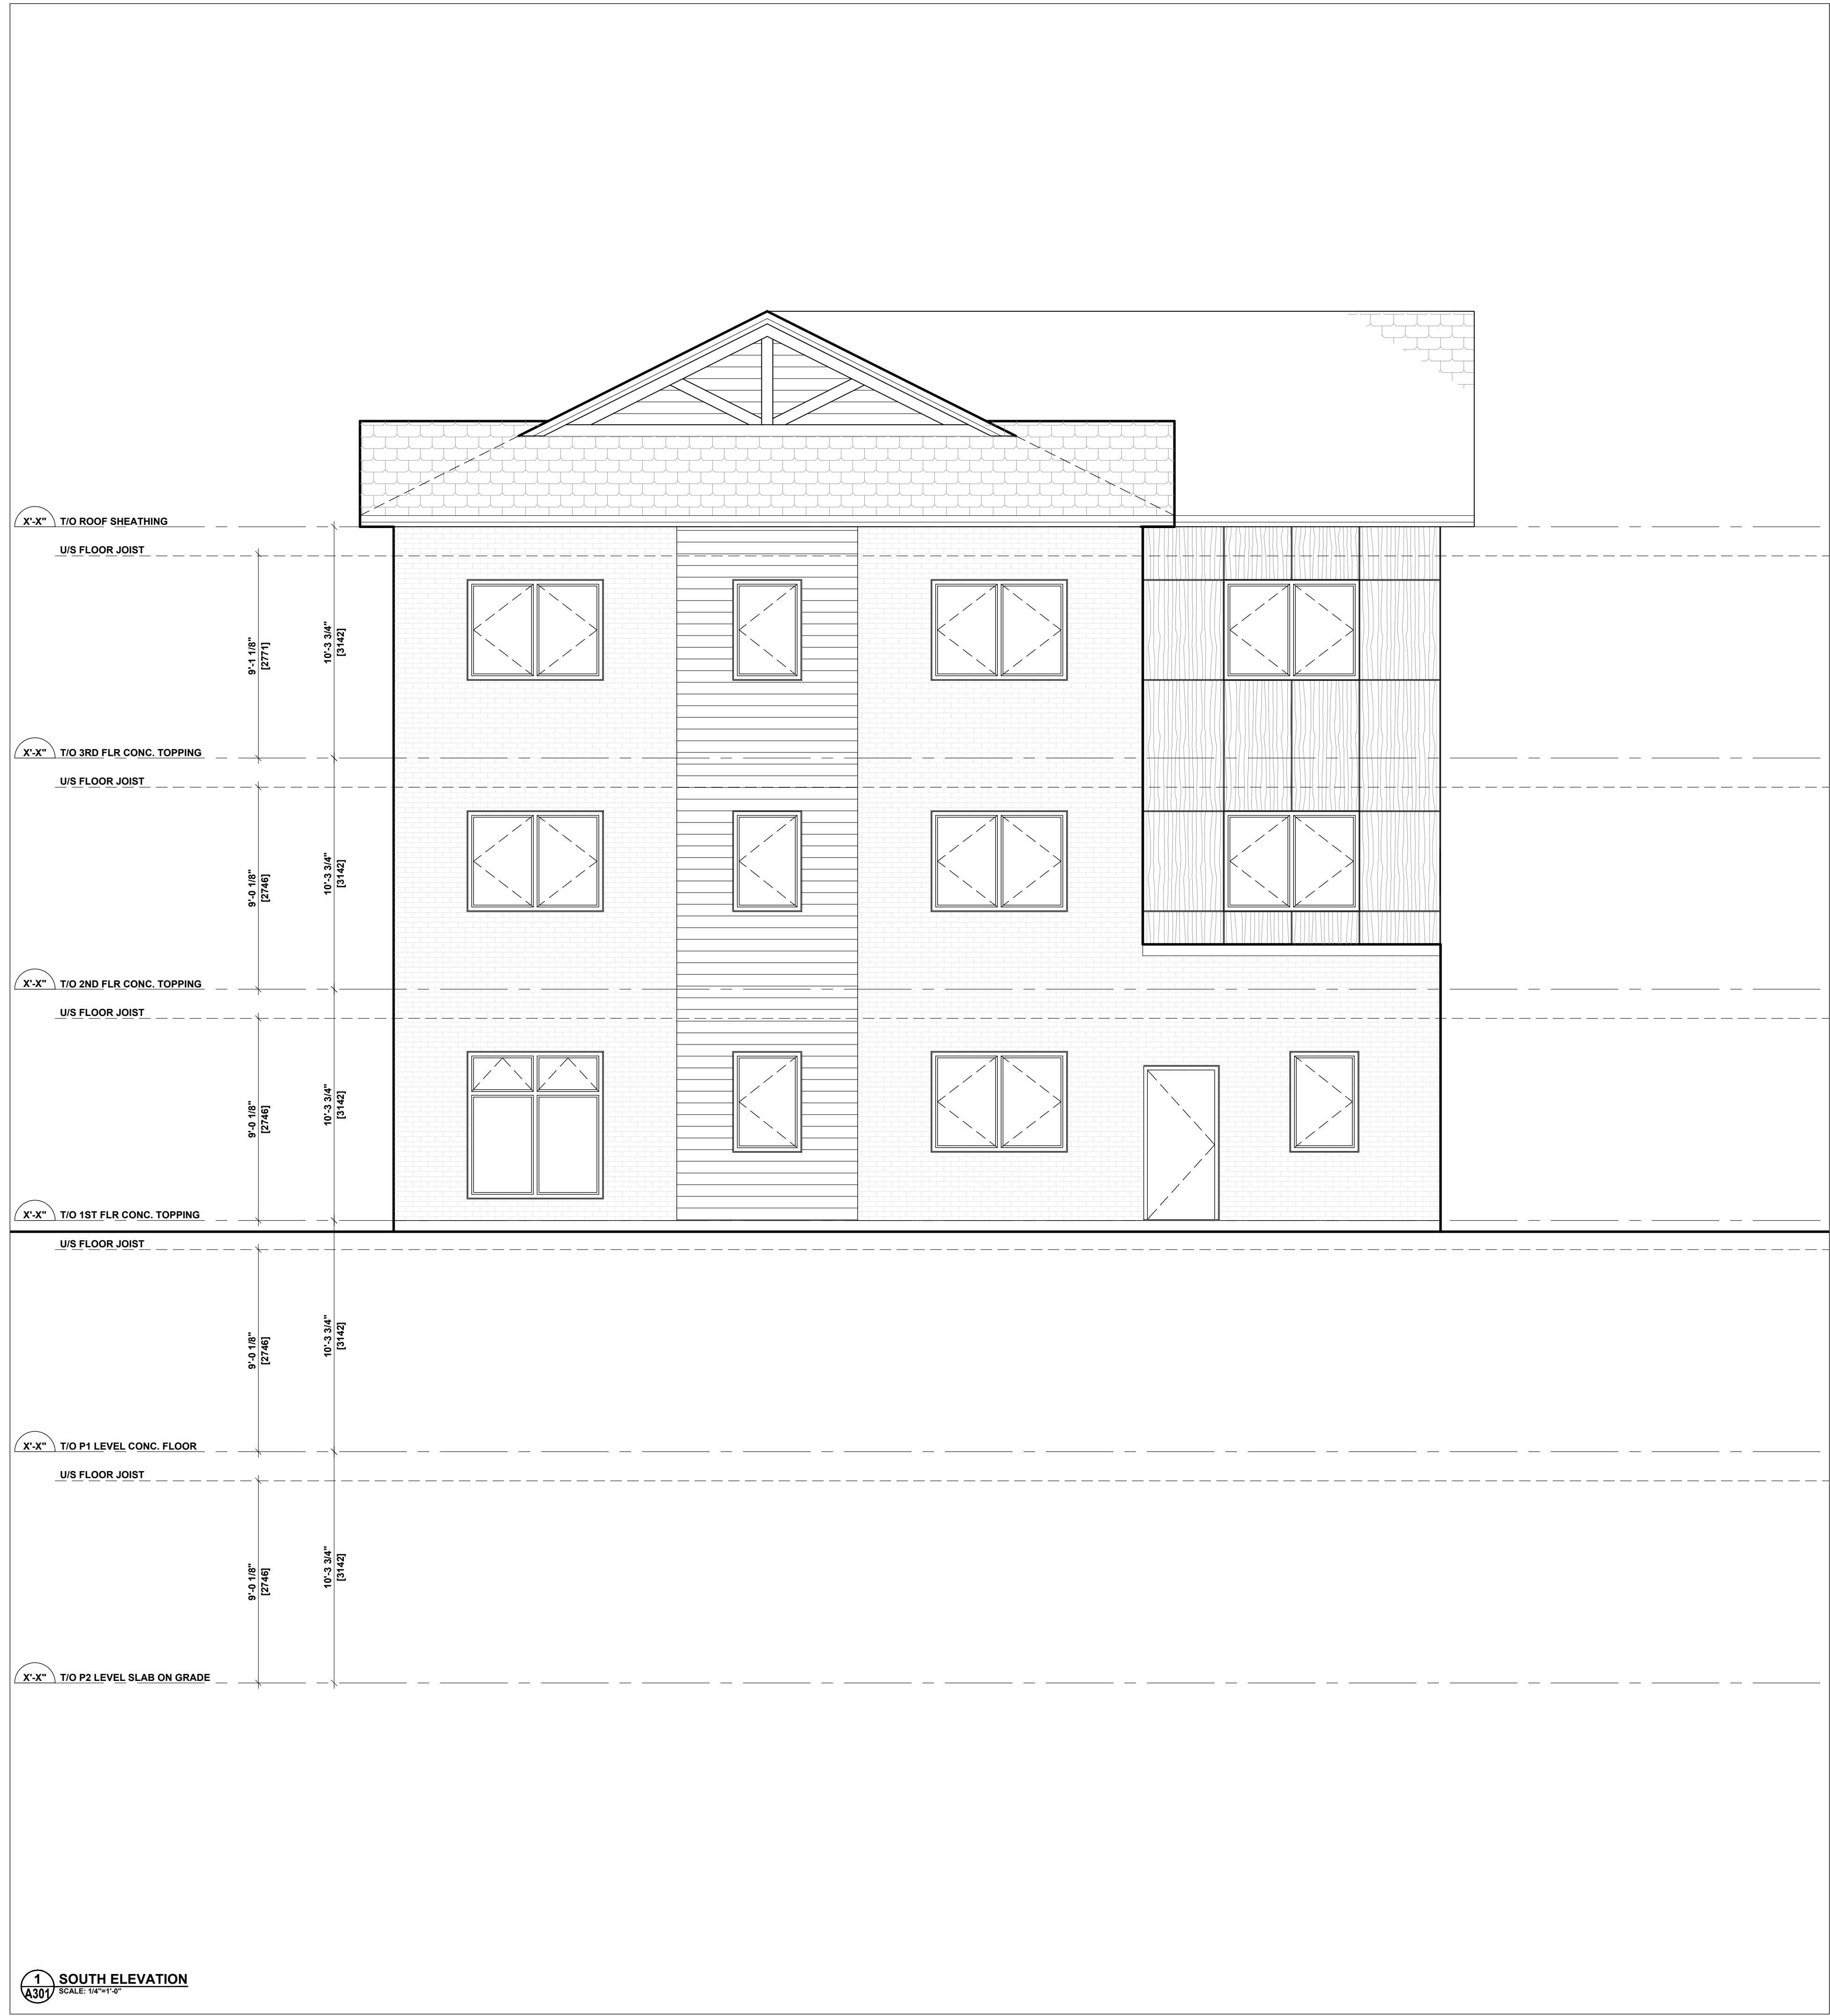 X'-X" T/O ROOF SHEATHING
U/S FLOOR JOIST
9'-1 1/8"
[2771]
10'-3 3/4"
[3142]
X'-X" T/O 3RD FLR CONC. TOPPING
U/S FLOOR JOIST
9'-0 1/8"
[2746]
10'-3 3/4"
[3142]
X'-X" T/O 2ND FLR CONC. TOPPING
U/S FLOOR JOIST
9'-0 1/8"
[2746]
10'-3 3/4"
[3142]
X'-X" T/O 1ST FLR CONC. TOPPING
U/S FLOOR JOIST
9'-0 1/8"
[2746]
10'-3 3/4"
[3142]
X'-X" T/O P1 LEVEL CONC. FLOOR
U/S FLOOR JOIST
9'-0 1/8"
[2746]
10'-3 3/4"
[3142]
X'-X" T/O P2 LEVEL SLAB ON GRADE
1
A301
SOUTH ELEVATION
SCALE: 1/4"=1'-0"